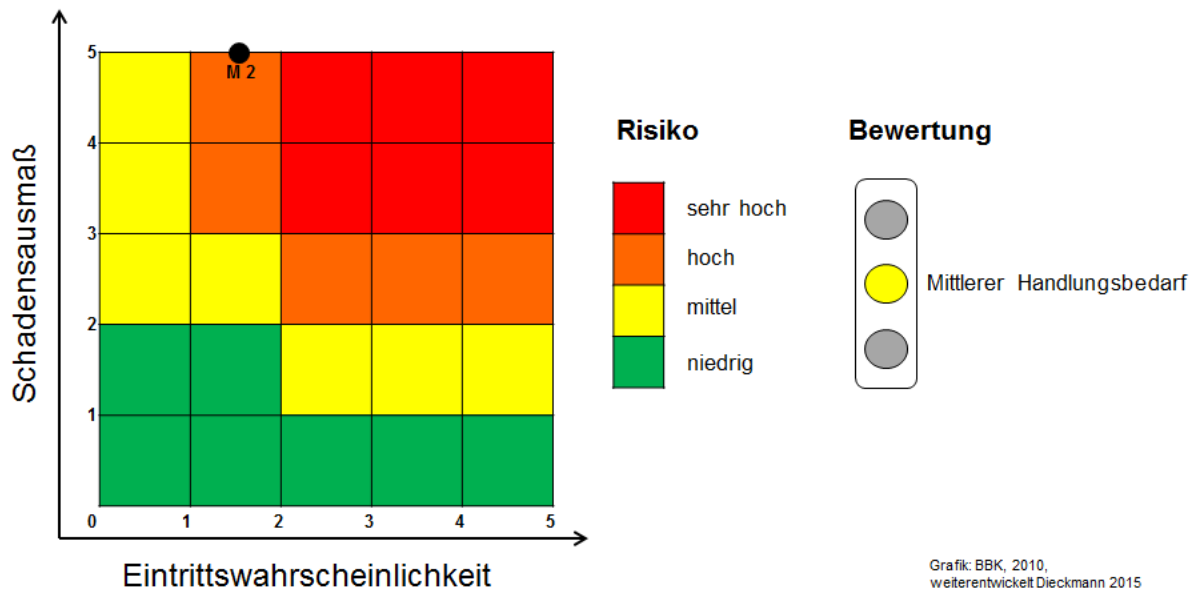 Schadensausmaß
5
4
3
2
1
M 2
0 1 2 3 4 5
Eintrittswahrscheinlichkeit
Risiko
sehr hoch
hoch
mittel
niedrig
Bewertung
Mittlerer Handlungsbedarf
Grafik: BBK, 2010,
weiterentwickelt Dieckmann 2015